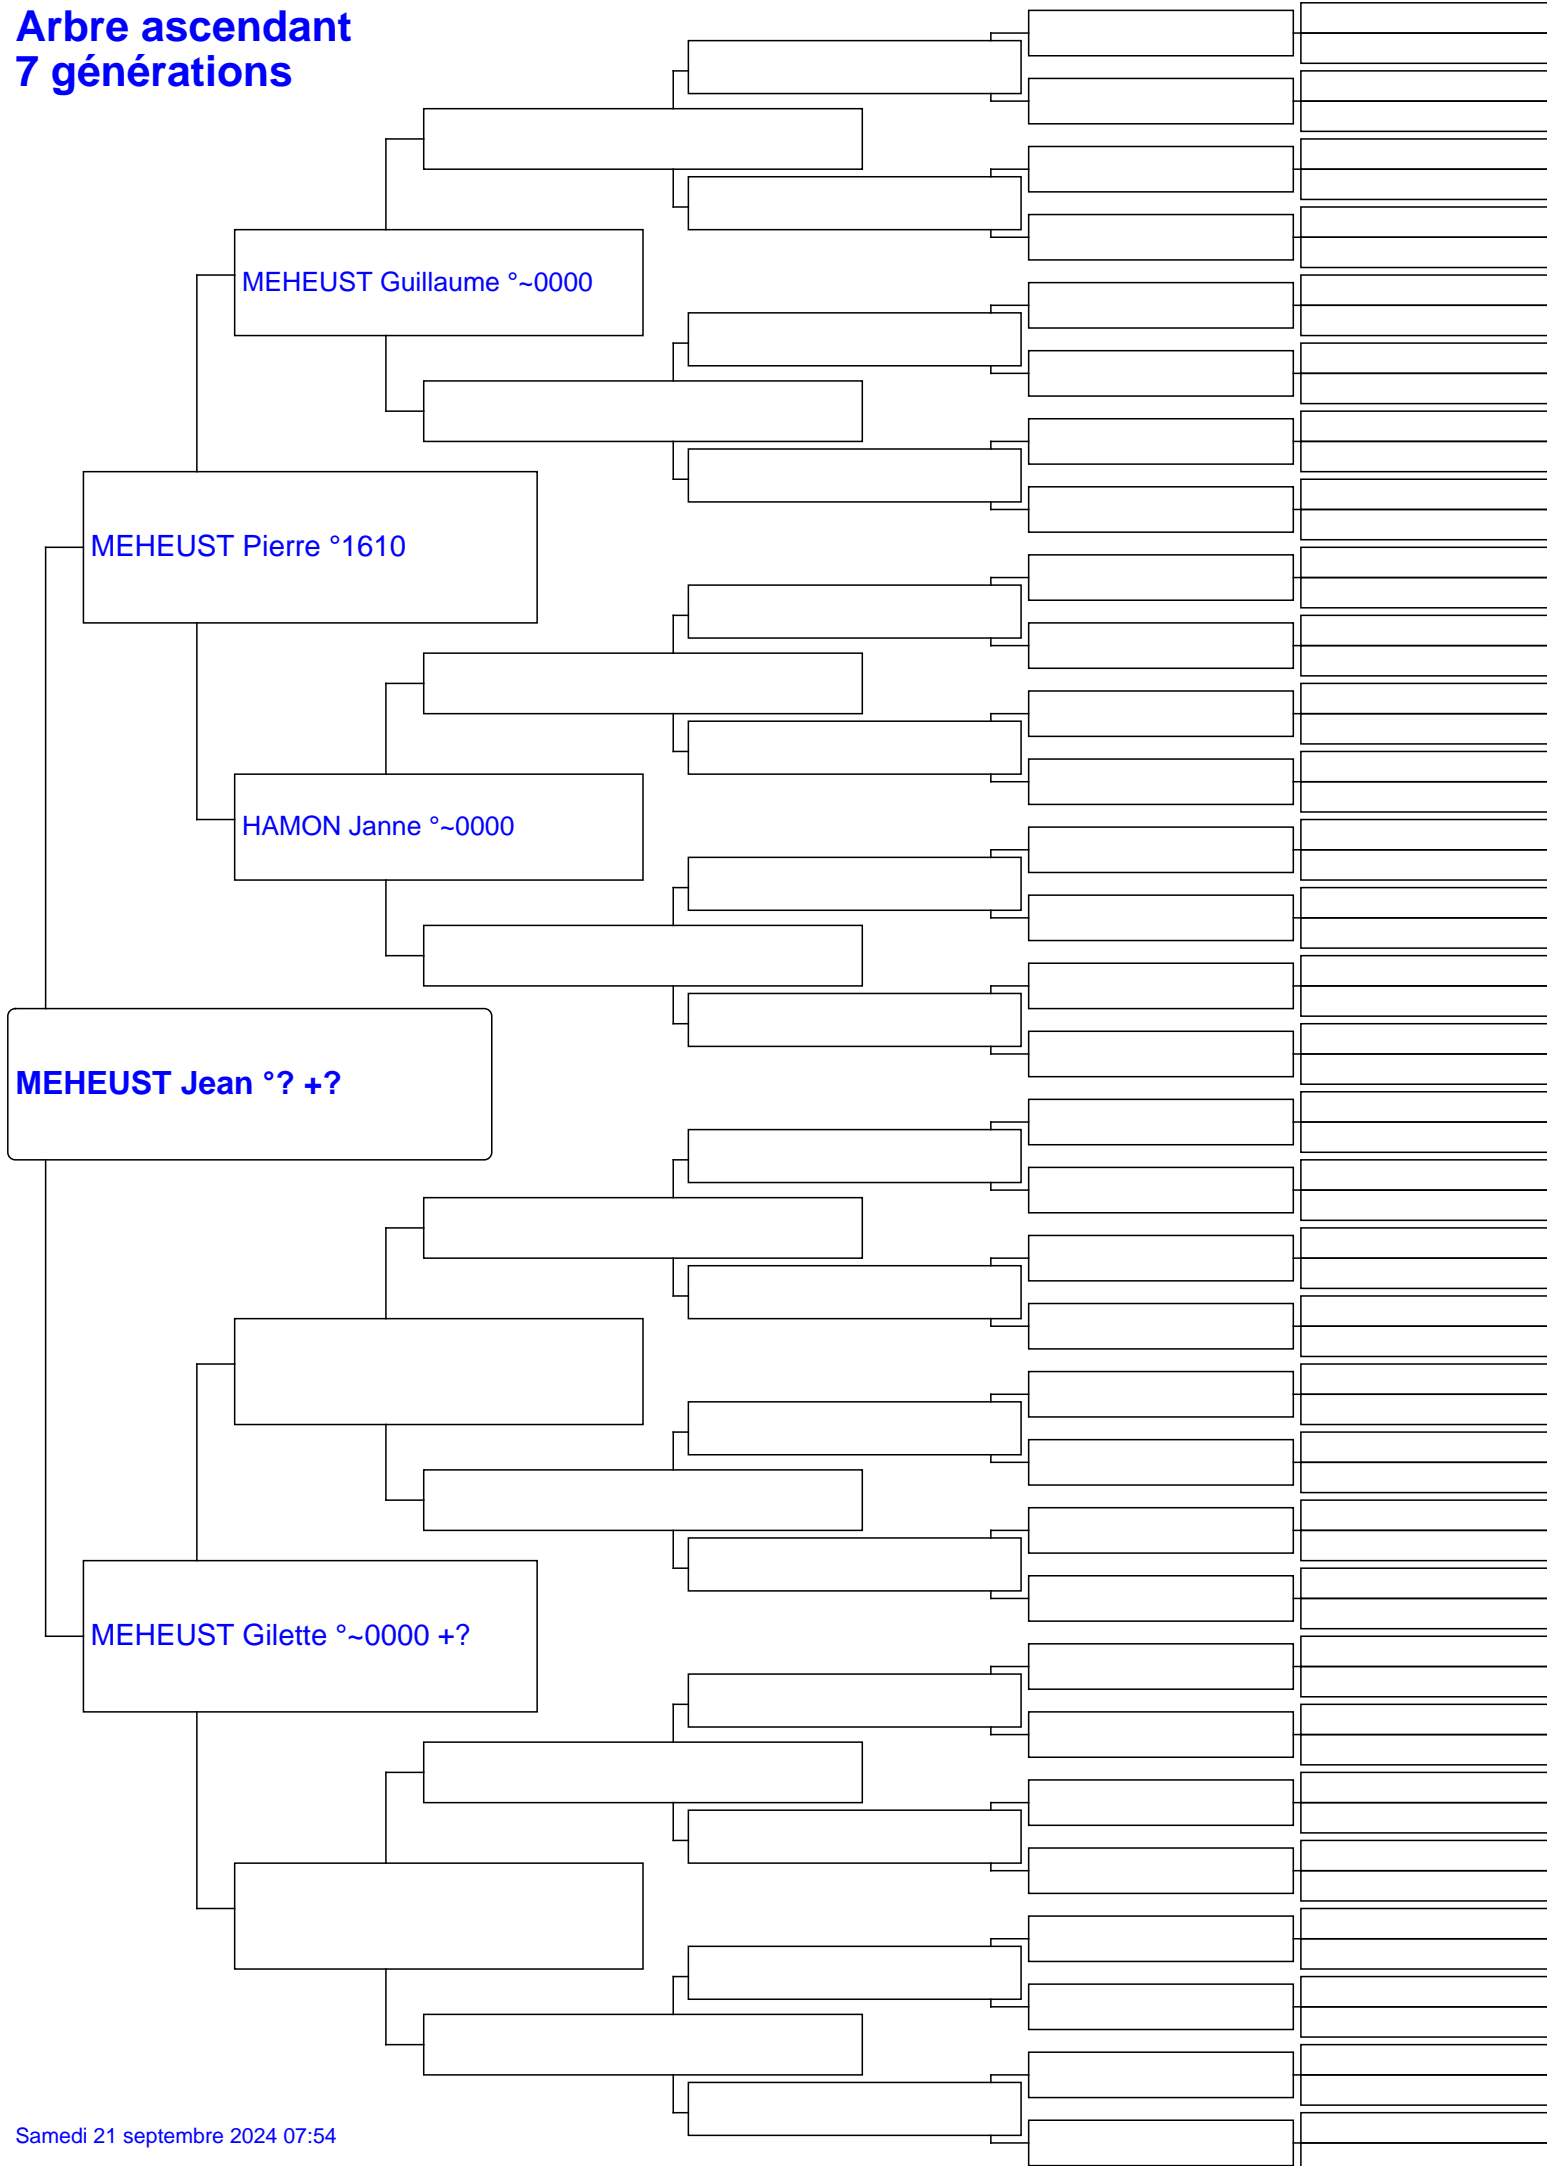 Arbre ascendant
7 générations
MEHEUST Guillaume °~0000
MEHEUST Pierre °1610
HAMON Janne °~0000
MEHEUST Jean °? +?
MEHEUST Gilette °~0000 +?
Samedi 21 septembre 2024 07:54